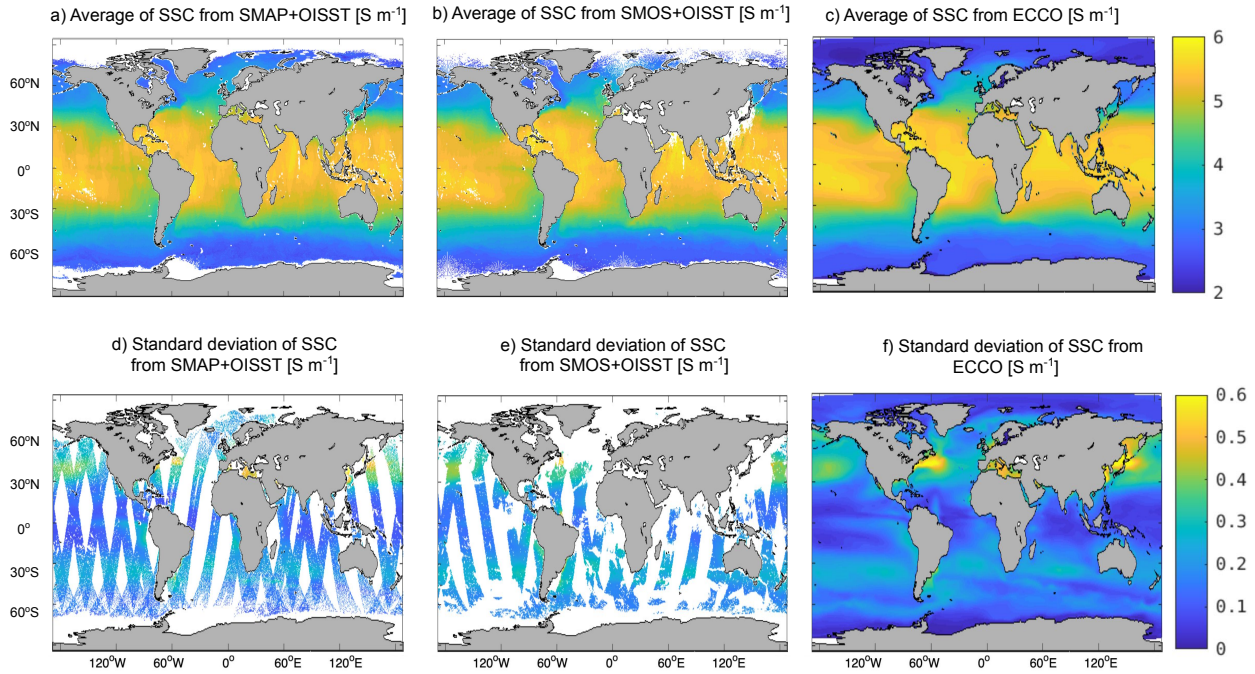 a) Average of SSC from SMAP+OISST [S m⁻¹]
b) Average of SSC from SMOS+OISST [S m⁻¹]
c) Average of SSC from ECCO [S m⁻¹]
60°N
30°N
0°
30°S
60°S
6
5
4
3
2
d) Standard deviation of SSC
from SMAP+OISST [S m⁻¹]
e) Standard deviation of SSC
from SMOS+OISST [S m⁻¹]
f) Standard deviation of SSC from
ECCO [S m⁻¹]
60°N
30°N
0°
30°S
60°S
120°W 60°W 0° 60°E 120°E
120°W 60°W 0° 60°E 120°E
120°W 60°W 0° 60°E 120°E
0.6
0.5
0.4
0.3
0.2
0.1
0